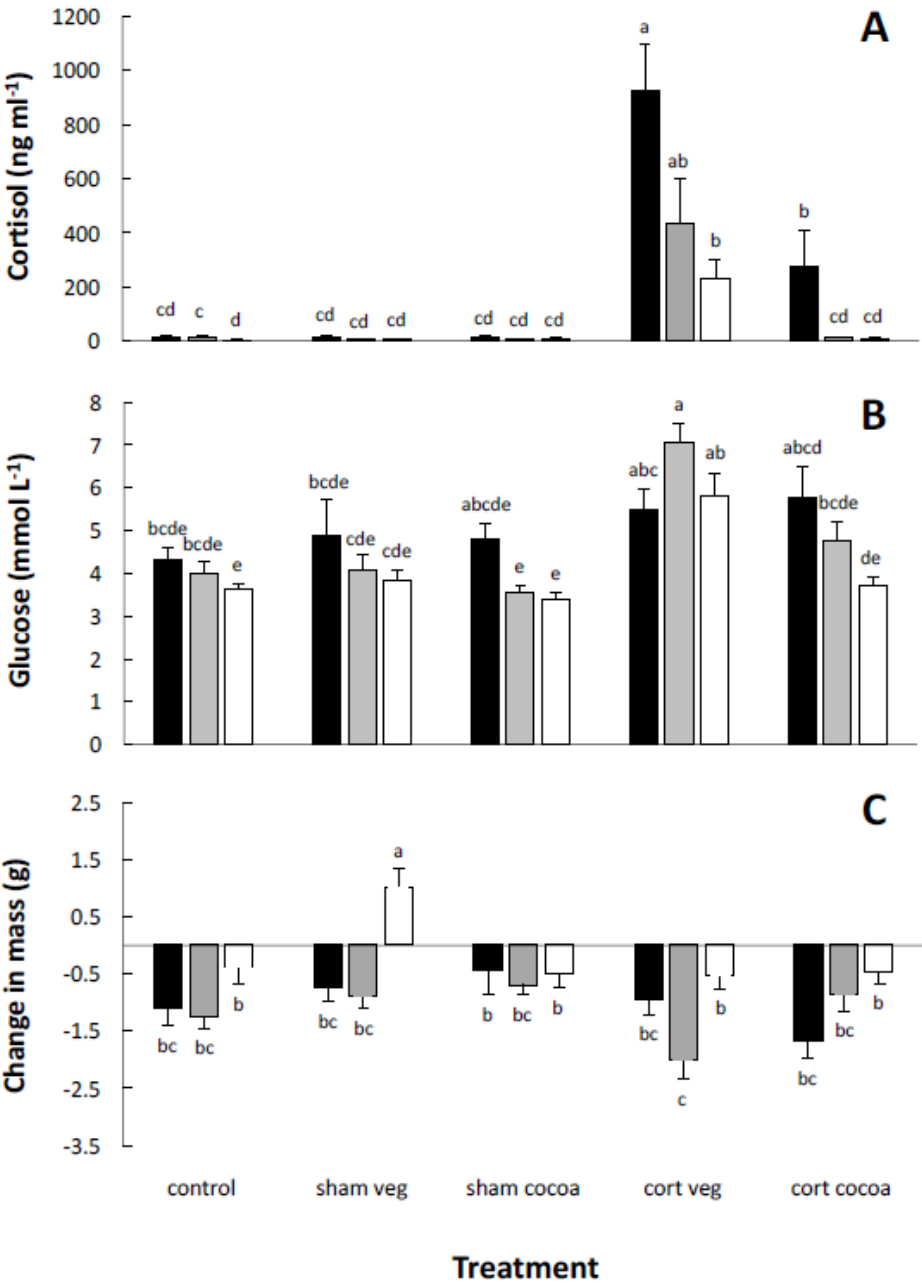 A
Cortisol (ng ml⁻¹)
1200
1000
800
600
400
200
0
cd c d
cd cd cd
cd cd cd
a ab b
b cd cd
B
Glucose (mmol L⁻¹)
8
7
6
5
4
3
2
1
0
bcde bcde e
bcde cde cde
abcde e e
abc a ab
abcd bcde de
C
Change in mass (g)
2.5
1.5
0.5
-0.5
-1.5
-2.5
-3.5
bc bc b
bc bc a
b bc b
bc c b
bc bc b
control sham veg sham cocoa cort veg cort cocoa
Treatment